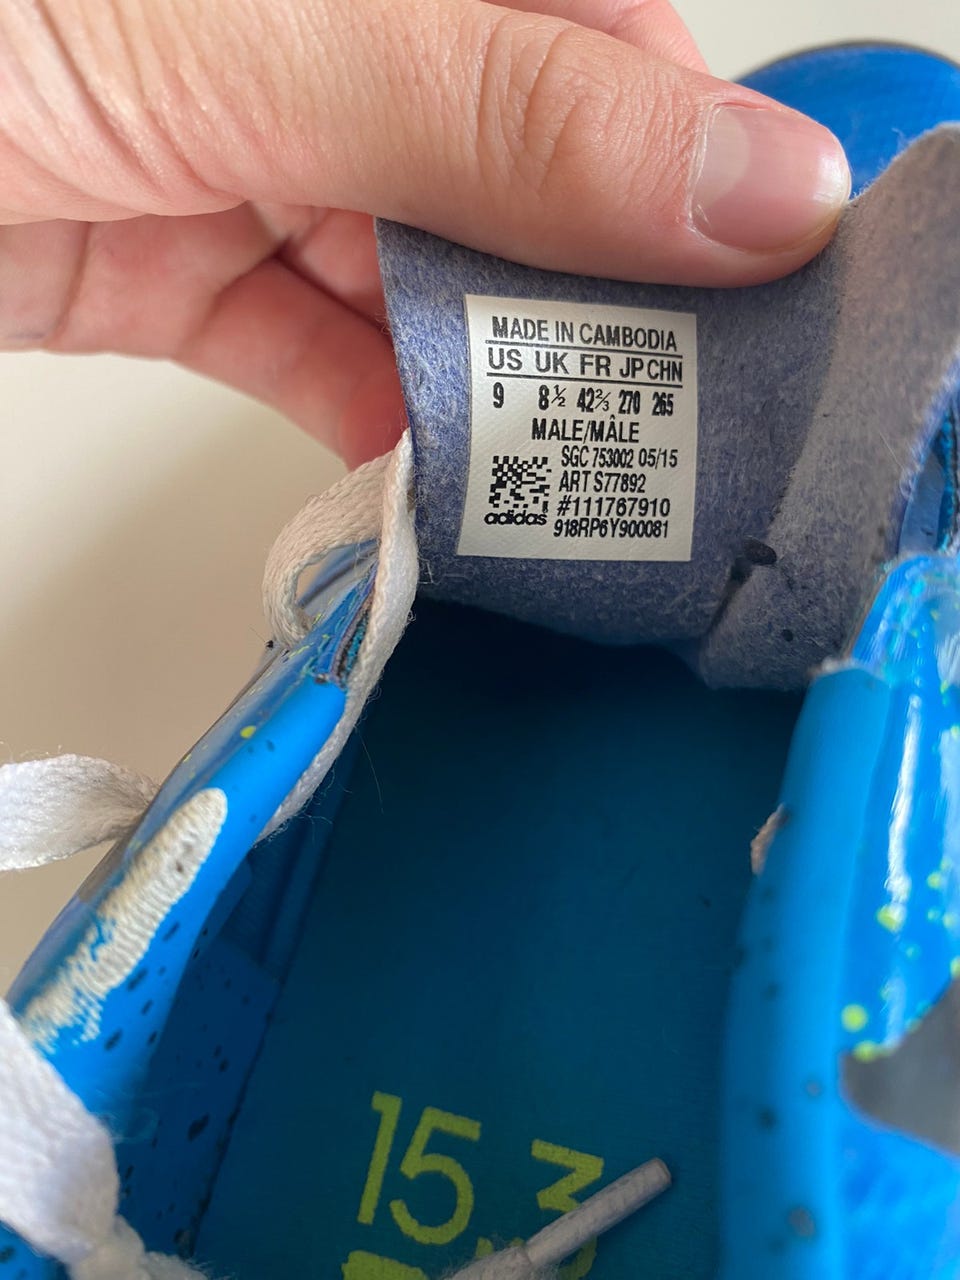 MADE IN CAMBODIA
US UK FR JP CHN
9 8½ 42⅔ 270 265
MALE/MÂLE
SGC 753002 05/15
ART S77892
#111767910
adidas 918RP6Y900081
15.3